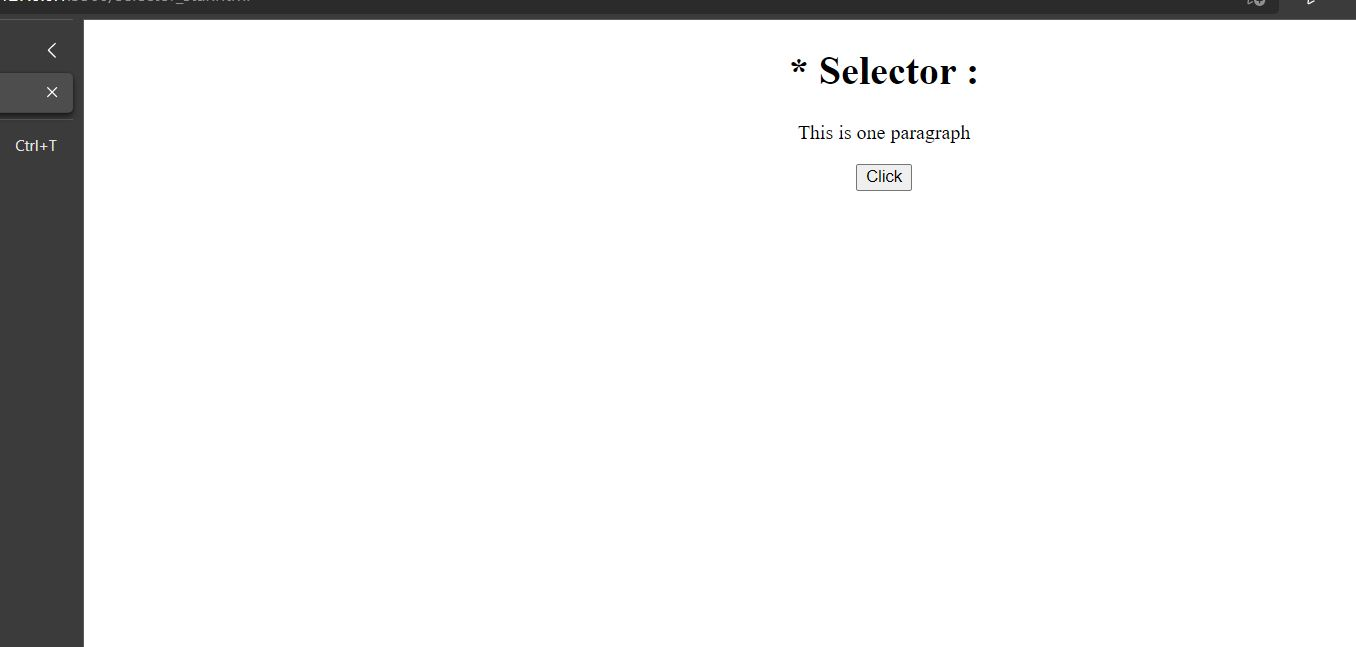 * Selector :
This is one paragraph
Click
Ctrl+T